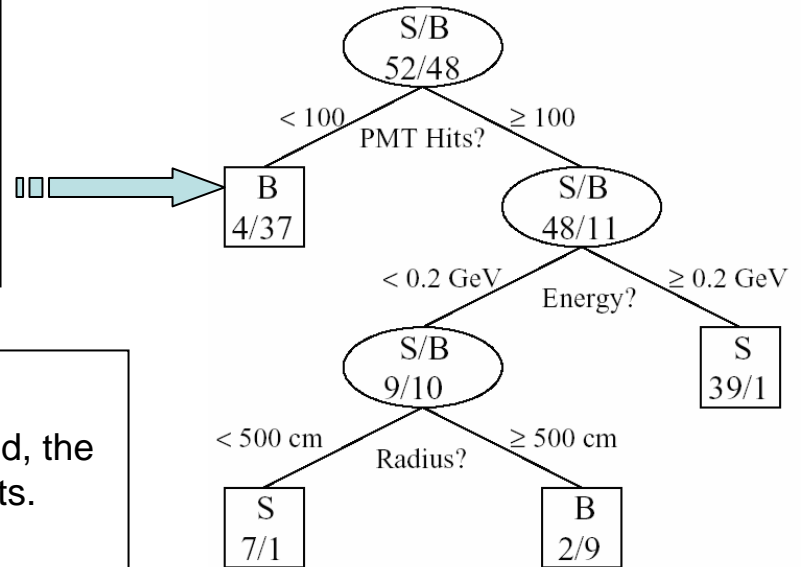 S/B
52/48
< 100
PMT Hits?
≥ 100
B
4/37
S/B
48/11
< 0.2 GeV
Energy?
≥ 0.2 GeV
S/B
9/10
S
39/1
d, the
ts.
< 500 cm
Radius?
≥ 500 cm
S
7/1
B
2/9